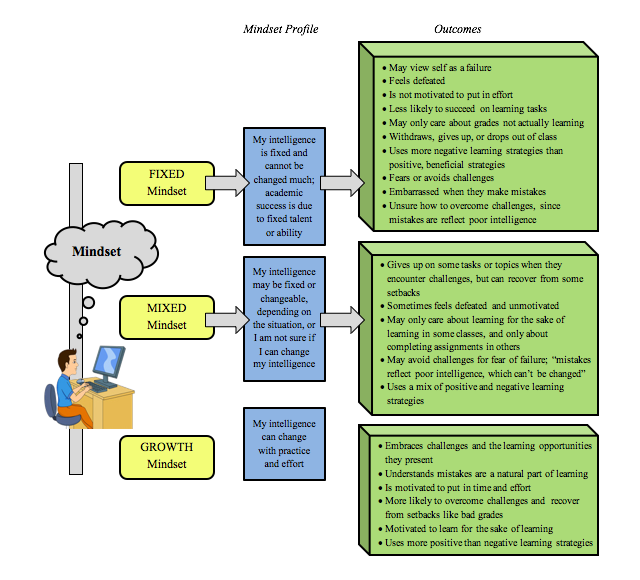 Mindset Profile
Outcomes
Mindset
FIXED
Mindset
My intelligence
is fixed and
cannot be
changed much;
academic
success is due
to fixed talent
or ability
• May view self as a failure
• Feels defeated
• Is not motivated to put in effort
• Less likely to succeed on learning tasks
• May only care about grades not actually learning
• Withdraws, gives up, or drops out of class
• Uses more negative learning strategies than
positive, beneficial strategies
• Fears or avoids challenges
• Embarrassed when they make mistakes
• Unsure how to overcome challenges, since
mistakes are reflect poor intelligence
MIXED
Mindset
My intelligence
may be fixed or
changeable,
depending on
the situation, or
I am not sure if
I can change
my intelligence
• Gives up on some tasks or topics when they
encounter challenges, but can recover from some
setbacks
• Sometimes feels defeated and unmotivated
• May only care about learning for the sake of
learning in some classes, and only about
completing assignments in others
• May avoid challenges for fear of failure; “mistakes
reflect poor intelligence, which can’t be changed”
• Uses a mix of positive and negative learning
strategies
GROWTH
Mindset
My intelligence
can change
with practice
and effort
• Embraces challenges and the learning opportunities
they present
• Understands mistakes are a natural part of learning
• Is motivated to put in time and effort
• More likely to overcome challenges and recover
from setbacks like bad grades
• Motivated to learn for the sake of learning
• Uses more positive than negative learning strategies